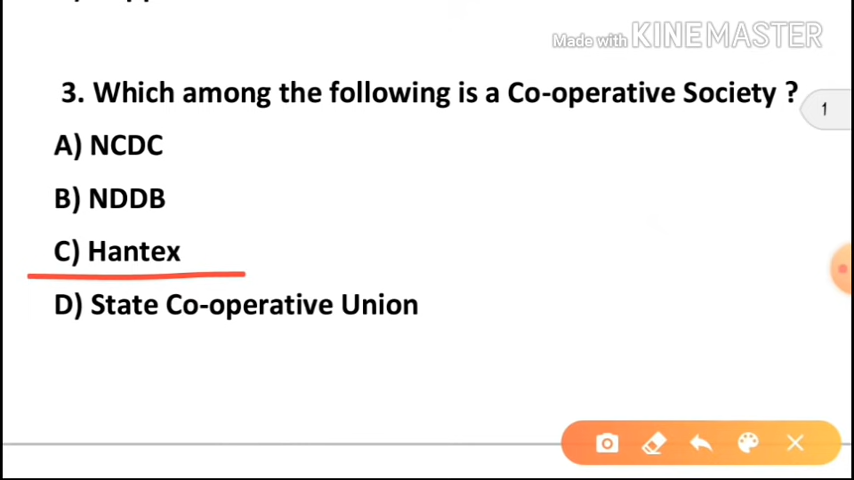 Made with KINEMASTER
3. Which among the following is a Co-operative Society ?
1
A) NCDC
B) NDDB
C) Hantex
D) State Co-operative Union